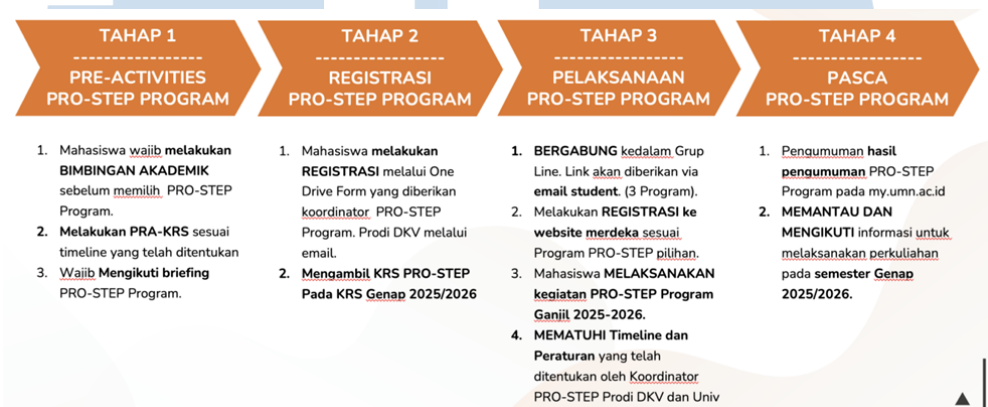 TAHAP 1
-----------------
PRE-ACTIVITIES
PRO-STEP PROGRAM
1. Mahasiswa wajib melakukan
BIMBINGAN AKADEMIK
sebelum memilih PRO-STEP
Program.
2. Melakukan PRA-KRS sesuai
timeline yang telah ditentukan
3. Wajib Mengikuti briefing
PRO-STEP Program.
TAHAP 2
-----------------
REGISTRASI
PRO-STEP PROGRAM
1. Mahasiswa melakukan
REGISTRASI melalui One
Drive Form yang diberikan
koordinator PRO-STEP
Program. Prodi DKV melalui
email.
2. Mengambil KRS PRO-STEP
Pada KRS Genap 2025/2026
TAHAP 3
-----------------
PELAKSANAAN
PRO-STEP PROGRAM
1. BERGABUNG kedalam Grup
Line. Link akan diberikan via
email student. (3 Program).
2. Melakukan REGISTRASI ke
website merdeka sesuai
Program PRO-STEP pilihan.
3. Mahasiswa MELAKSANAKAN
kegiatan PRO-STEP Program
Ganjil 2025-2026.
4. MEMATUHI Timeline dan
Peraturan yang telah
ditentukan oleh Koordinator
PRO-STEP Prodi DKV dan Univ
TAHAP 4
-----------------
PASCA
PRO-STEP PROGRAM
1. Pengumuman hasil
pengumuman PRO-STEP
Program pada my.umn.ac.id
2. MEMANTAU DAN
MENGIKUTI informasi untuk
melaksanakan perkuliahan
pada semester Genap
2025/2026.